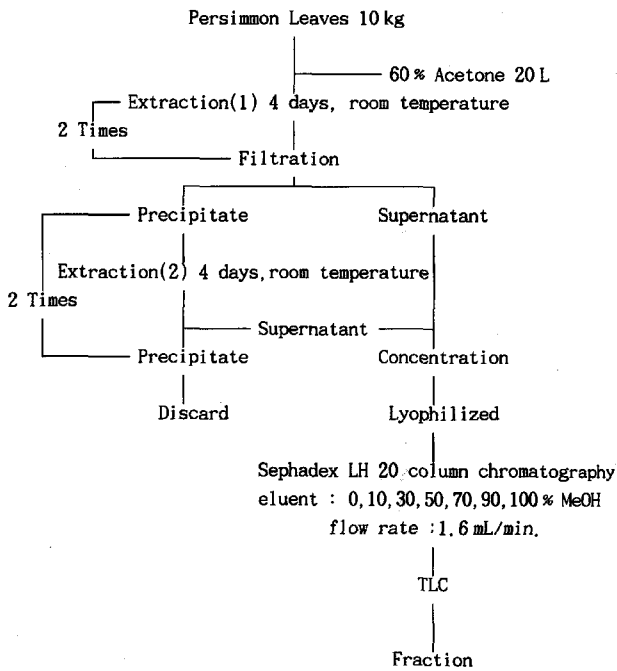 Persimmon Leaves 10 kg
60 % Acetone 20 L
Extraction(1) 4 days, room temperature
2 Times
Filtration
Precipitate Supernatant
Extraction(2) 4 days, room temperature
2 Times
Supernatant
Precipitate Concentration
Discard Lyophilized
Sephadex LH 20 column chromatography
eluent : 0, 10, 30, 50, 70, 90, 100 % MeOH
flow rate : 1.6 mL/min.
TLC
Fraction